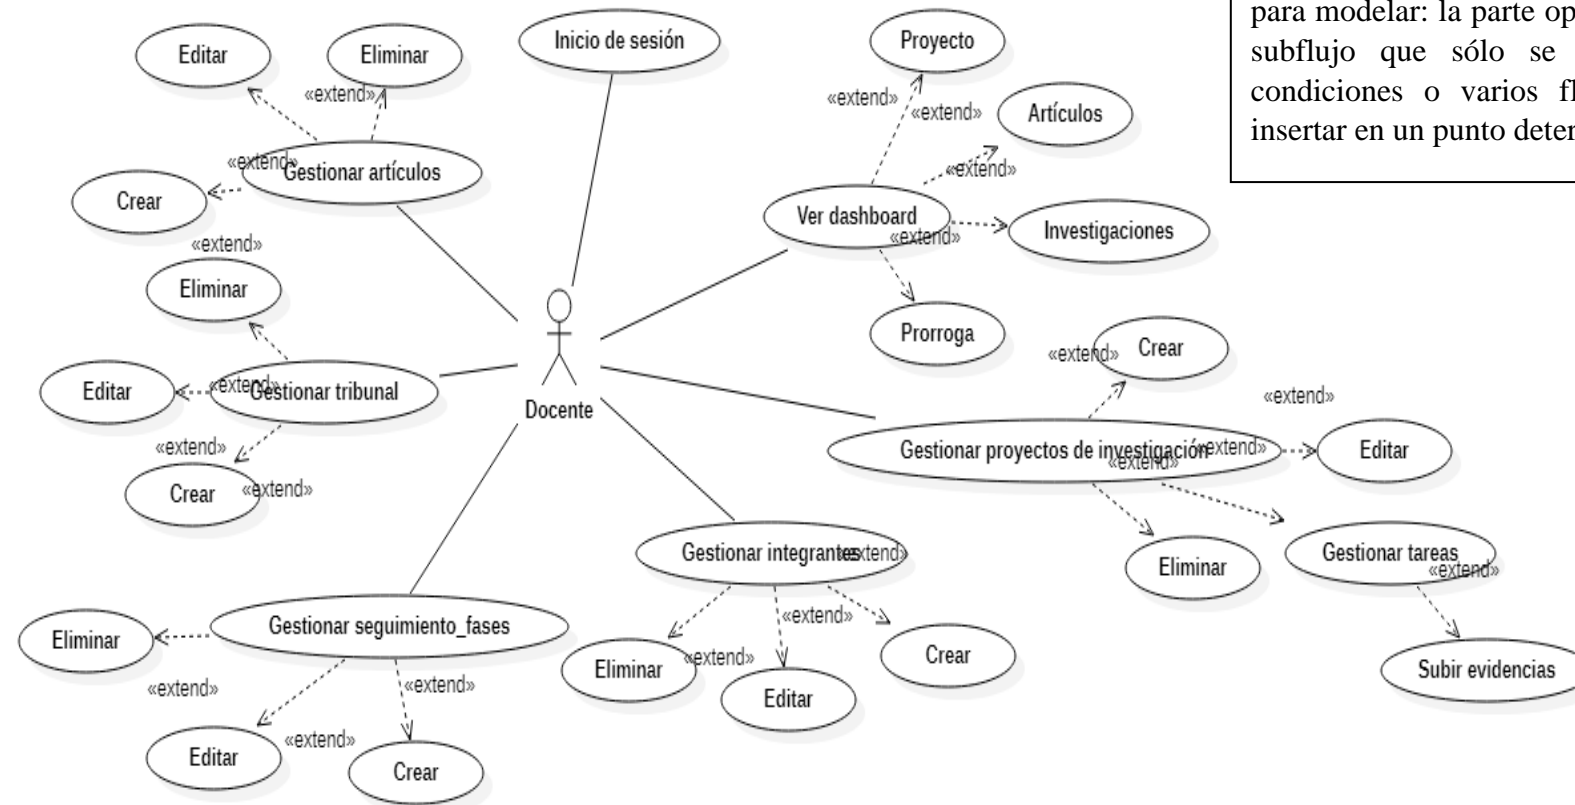 para modelar: la parte
subflujo que sólo se
condiciones o varios
insertar en un punto
Editar
Eliminar
«extend»
«extend»
Gestionar artículos
Crear
Inicio de sesión
Proyecto
«extend»
«extend»
Artículos
«extend»
Ver dashboard
«extend»
Investigaciones
Prorroga
«extend»
Eliminar
Editar
«extend»
Gestionar tribunal
«extend»
Crear
«extend»
Docente
«extend»
Crear
«extend»
Gestionar proyectos de investigación
«extend»
«extend»
Editar
Eliminar
Gestionar tareas
«extend»
Subir evidencias
Gestionar integrantes
«extend»
«extend»
Eliminar
«extend»
Editar
Crear
Gestionar seguimiento_fases
Eliminar
«extend»
«extend»
Editar
«extend»
Crear